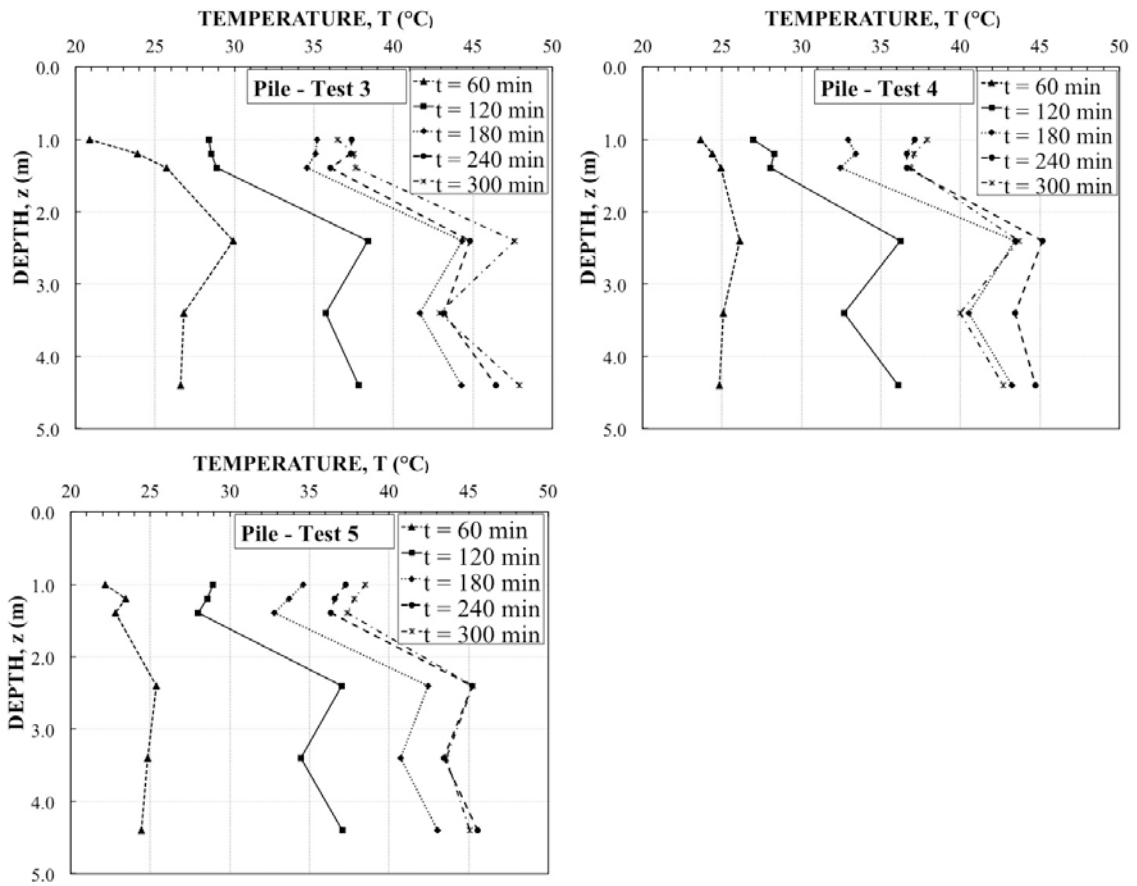 TEMPERATURE, T (°C)
20 25 30 35 40 45 50
0.0
1.0
2.0
3.0
4.0
5.0
DEPTH, z (m)
Pile - Test 3
t = 60 min
t = 120 min
t = 180 min
t = 240 min
t = 300 min
TEMPERATURE, T (°C)
20 25 30 35 40 45 50
0.0
1.0
2.0
3.0
4.0
5.0
DEPTH, z (m)
Pile - Test 4
t = 60 min
t = 120 min
t = 180 min
t = 240 min
t = 300 min
TEMPERATURE, T (°C)
20 25 30 35 40 45 50
0.0
1.0
2.0
3.0
4.0
5.0
DEPTH, z (m)
Pile - Test 5
t = 60 min
t = 120 min
t = 180 min
t = 240 min
t = 300 min